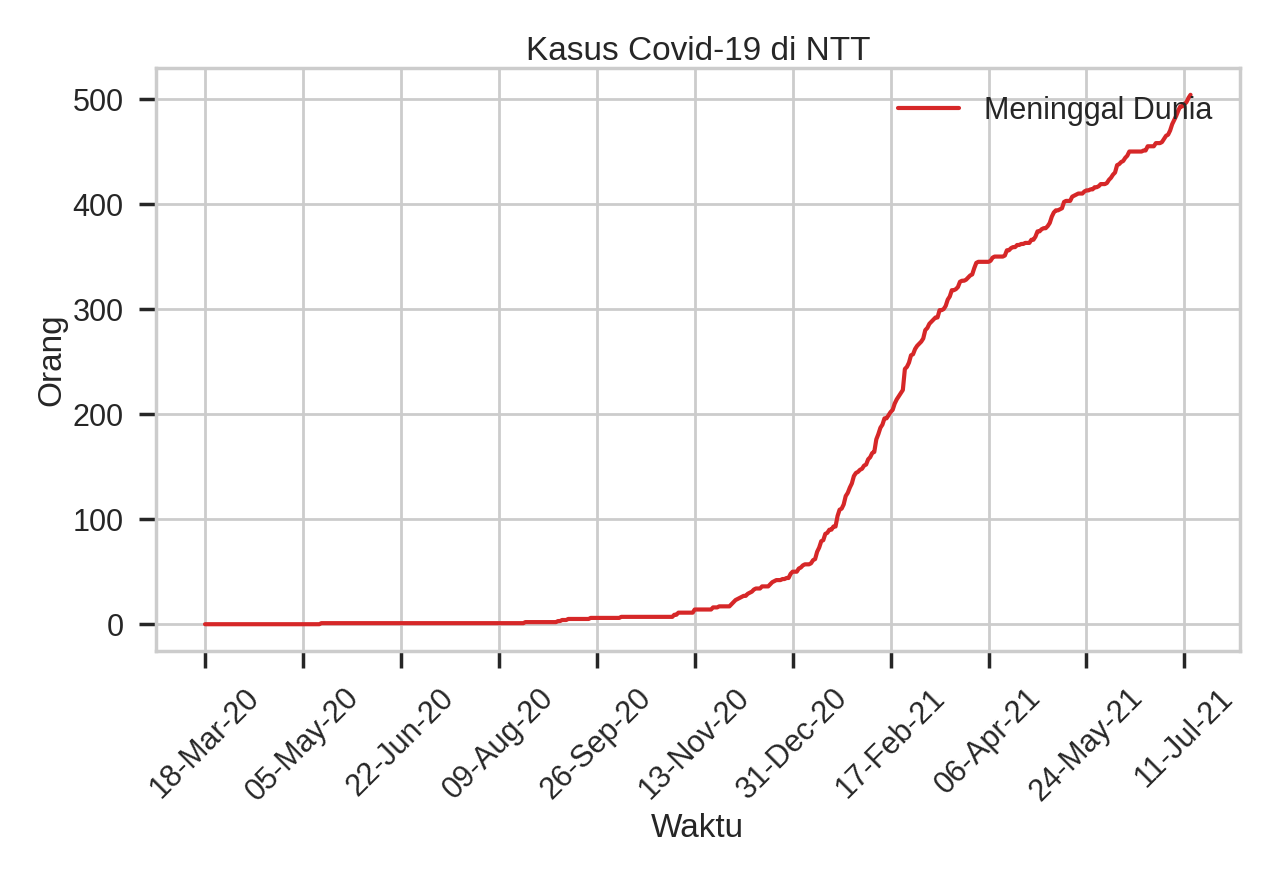 Kasus Covid-19 di NTT
Meninggal Dunia
Orang
500
400
300
200
100
0
18-Mar-20
05-May-20
22-Jun-20
09-Aug-20
26-Sep-20
13-Nov-20
31-Dec-20
17-Feb-21
06-Apr-21
24-May-21
11-Jul-21
Waktu